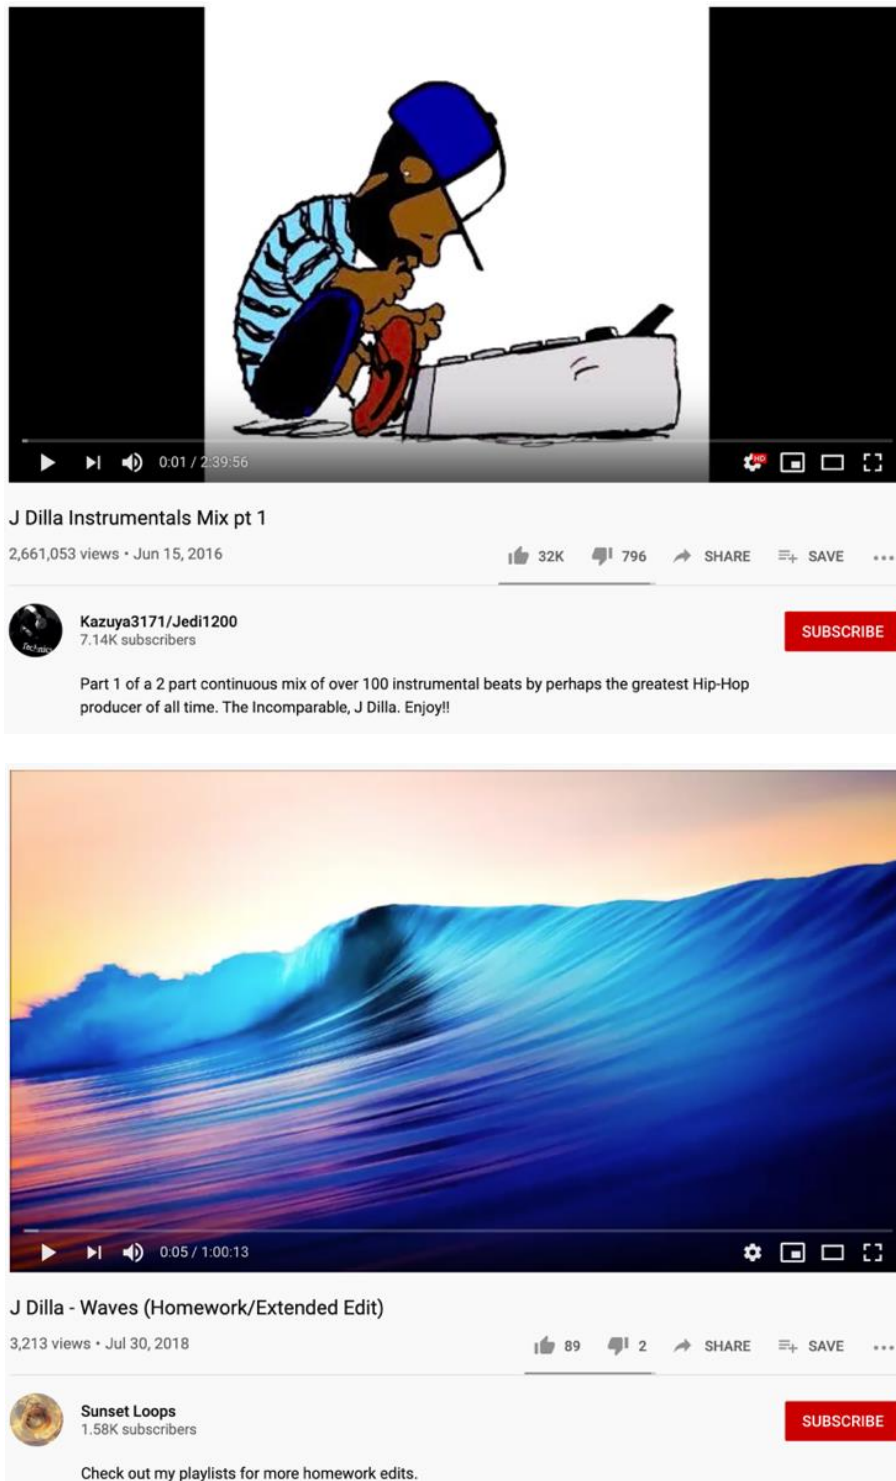 0:01 / 2:39:56
HD
J Dilla Instrumentals Mix pt 1
2,661,053 views • Jun 15, 2016
32K 796 SHARE SAVE
Technics
Kazuya3171/Jedi1200
7.14K subscribers
SUBSCRIBE
Part 1 of a 2 part continuous mix of over 100 instrumental beats by perhaps the greatest Hip-Hop
producer of all time. The Incomparable, J Dilla. Enjoy!!
0:05 / 1:00:13
J Dilla - Waves (Homework/Extended Edit)
3,213 views • Jul 30, 2018
89 2 SHARE SAVE
Sunset Loops
1.58K subscribers
SUBSCRIBE
Check out my playlists for more homework edits.